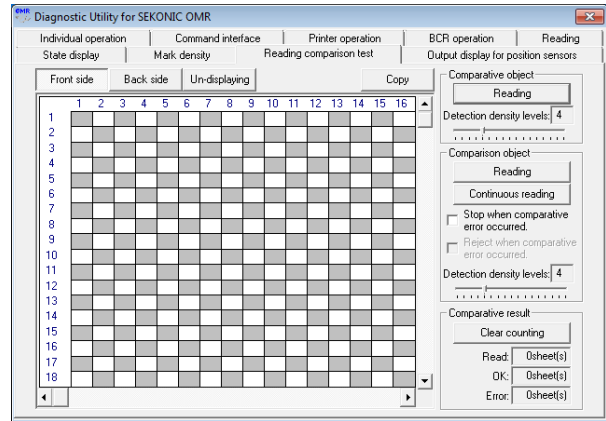 OMR Diagnostic Utility for SEKONIC OMR
Individual operation Command interface Printer operation BCR operation Reading
State display Mark density Reading comparison test Output display for position sensors
Front side Back side Un-displaying Copy
1 2 3 4 5 6 7 8 9 10 11 12 13 14 15 16
1
2
3
4
5
6
7
8
9
10
11
12
13
14
15
16
17
18
Comparative object
Reading
Detection density levels: 4
Comparison object
Reading
Continuous reading
Stop when comparative
error occurred.
Reject when comparative
error occurred.
Detection density levels: 4
Comparative result
Clear counting
Read: 0sheet(s)
OK: 0sheet(s)
Error: 0sheet(s)